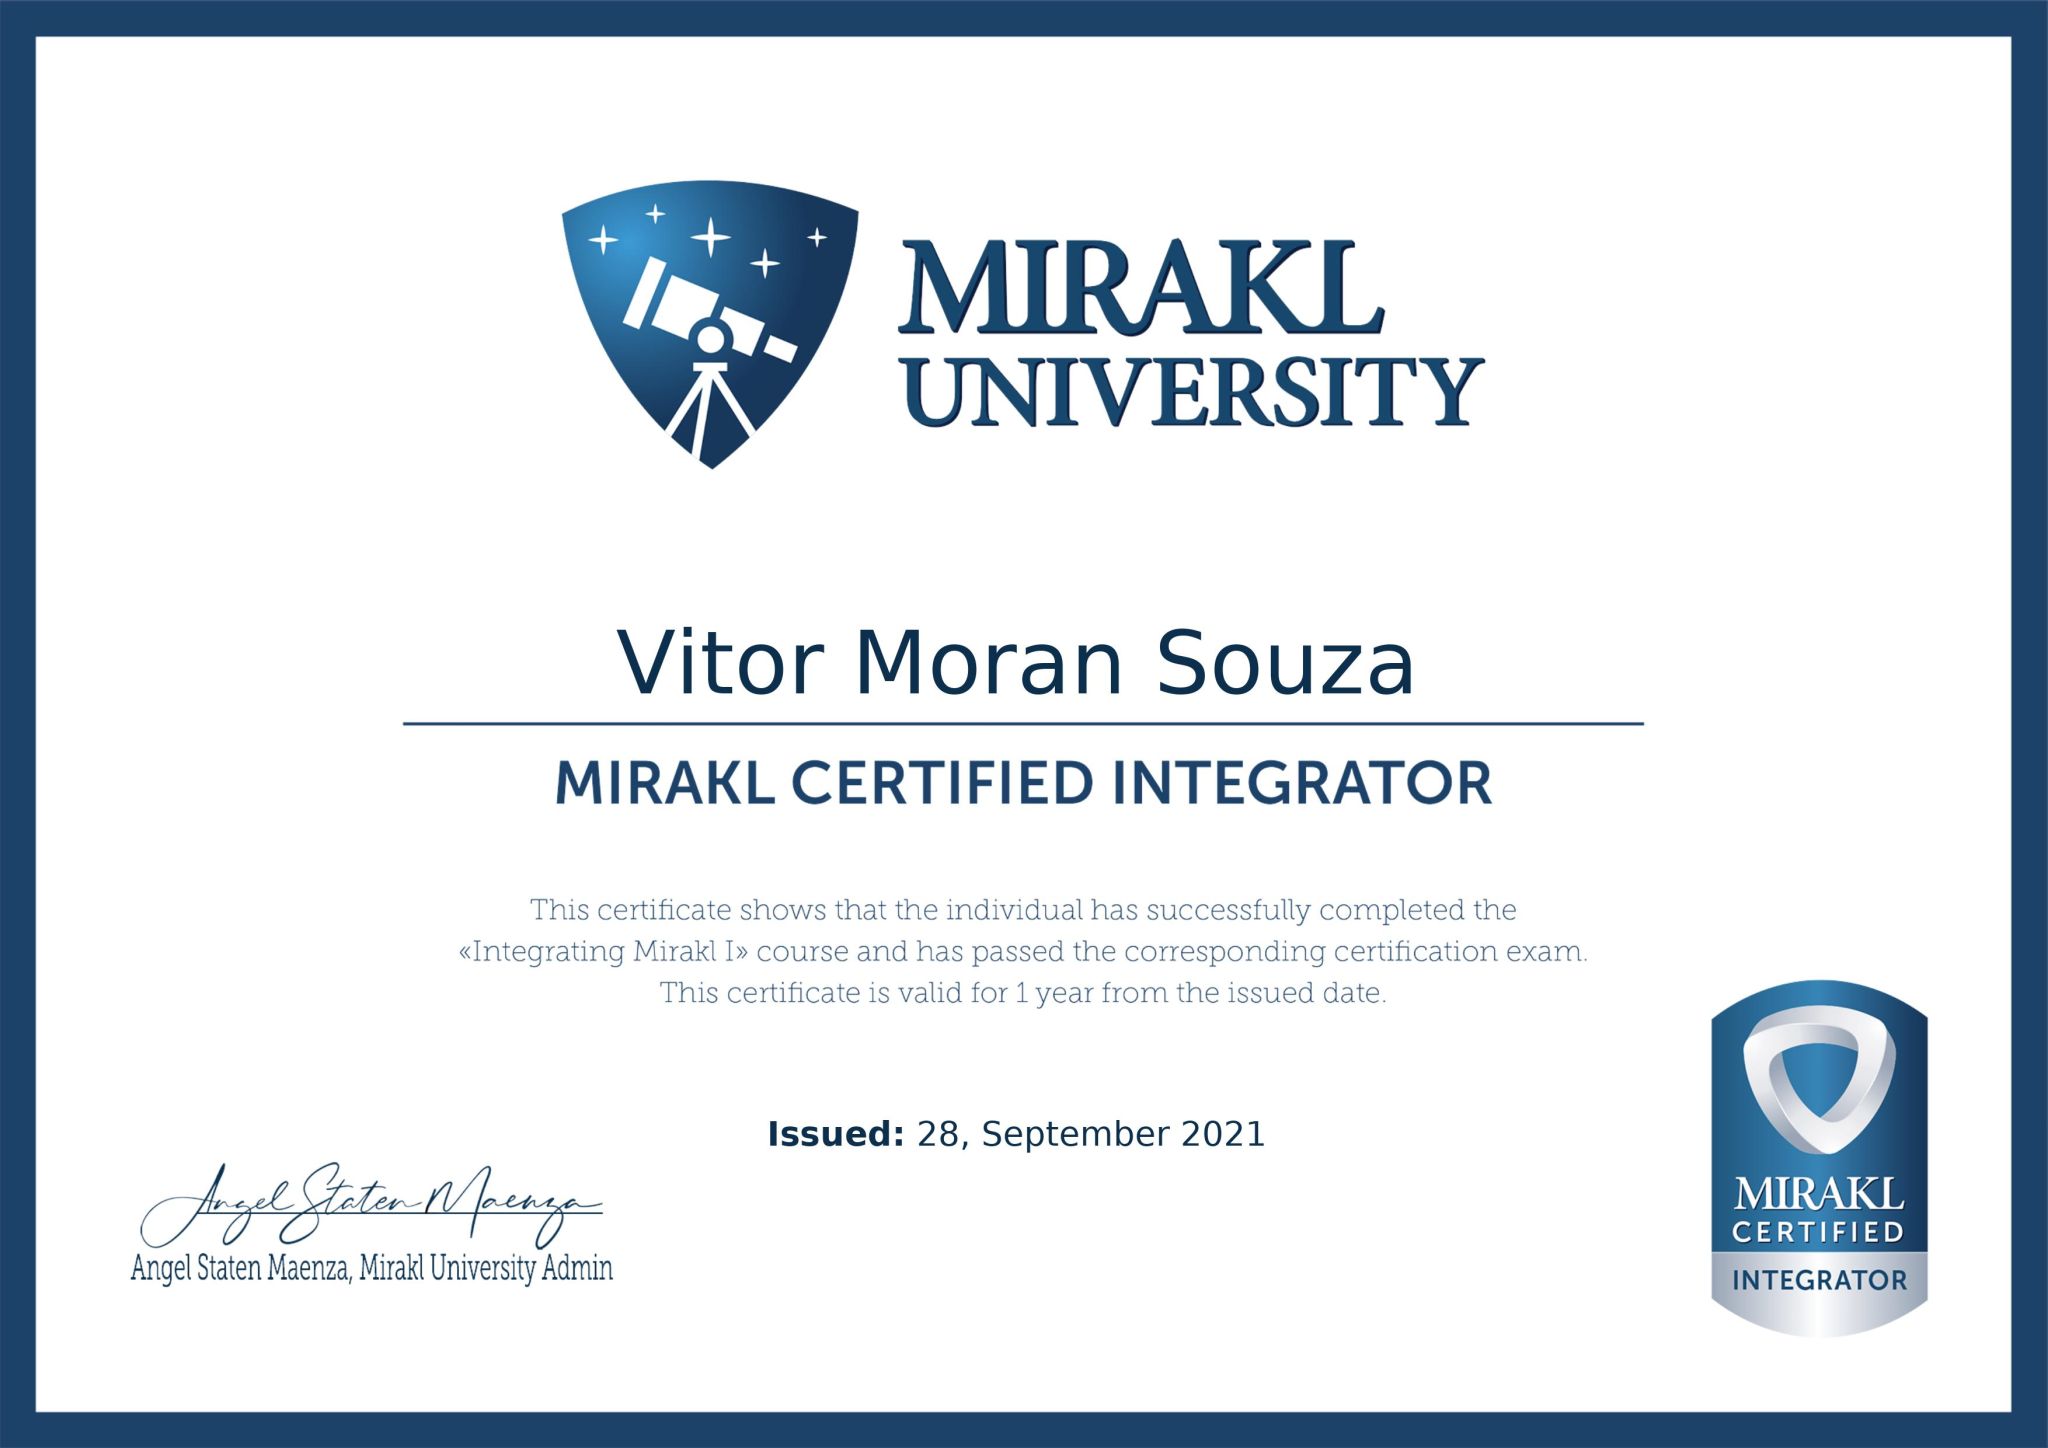 MIRAKL
UNIVERSITY
Vitor Moran Souza
MIRAKL CERTIFIED INTEGRATOR
This certificate shows that the individual has successfully completed the
«Integrating Mirakl I» course and has passed the corresponding certification exam.
This certificate is valid for 1 year from the issued date.
Issued: 28, September 2021
Angel Staten Maenza
Angel Staten Maenza, Mirakl University Admin
MIRAKL
CERTIFIED
INTEGRATOR